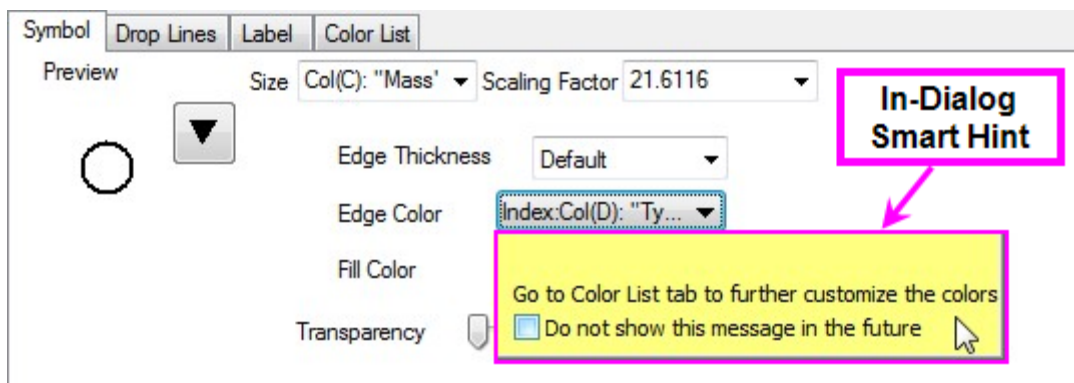 Symbol Drop Lines Label Color List
Preview Size Col(C): "Mass' Scaling Factor 21.6116
In-Dialog
Smart Hint
Edge Thickness Default
Edge Color Index:Col(D): "Ty...
Fill Color
Go to Color List tab to further customize the colors
Do not show this message in the future
Transparency